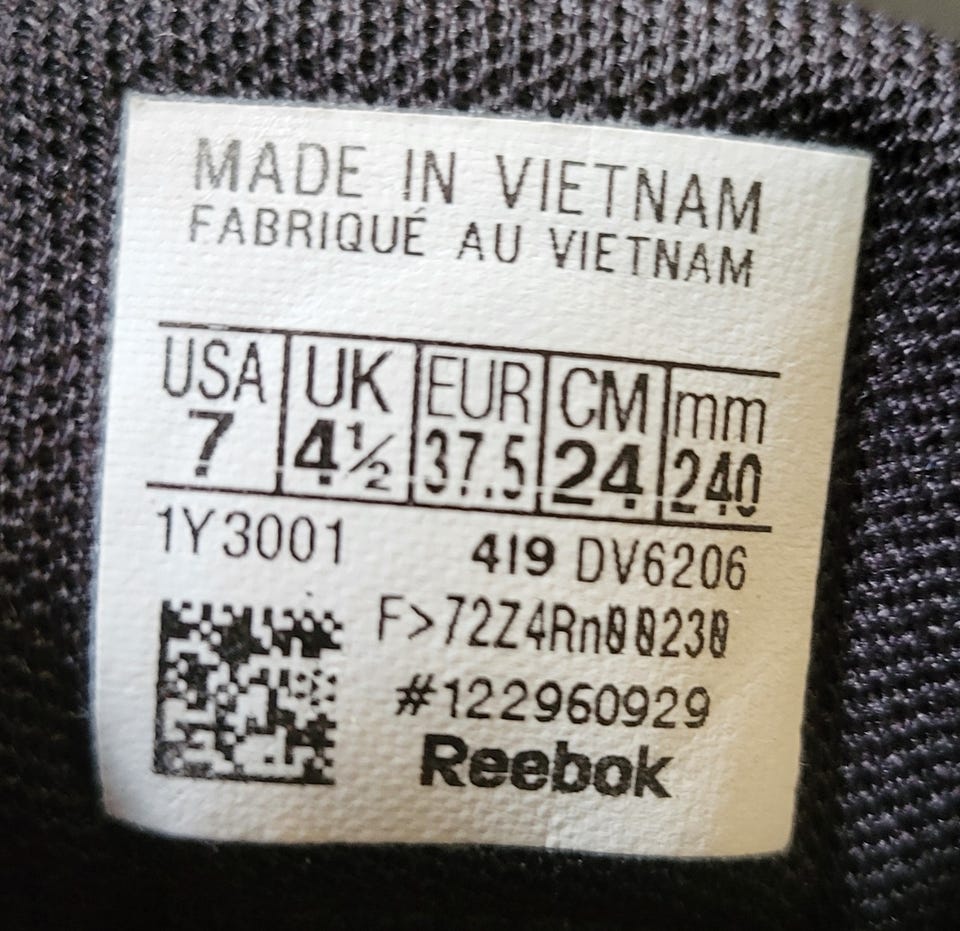 MADE IN VIETNAM
FABRIQUÉ AU VIETNAM
USA UK EUR CM mm
7 4½ 37.5 24 240
1Y3001 419 DV6206
F>72Z4Rn00230
#122960929
Reebok